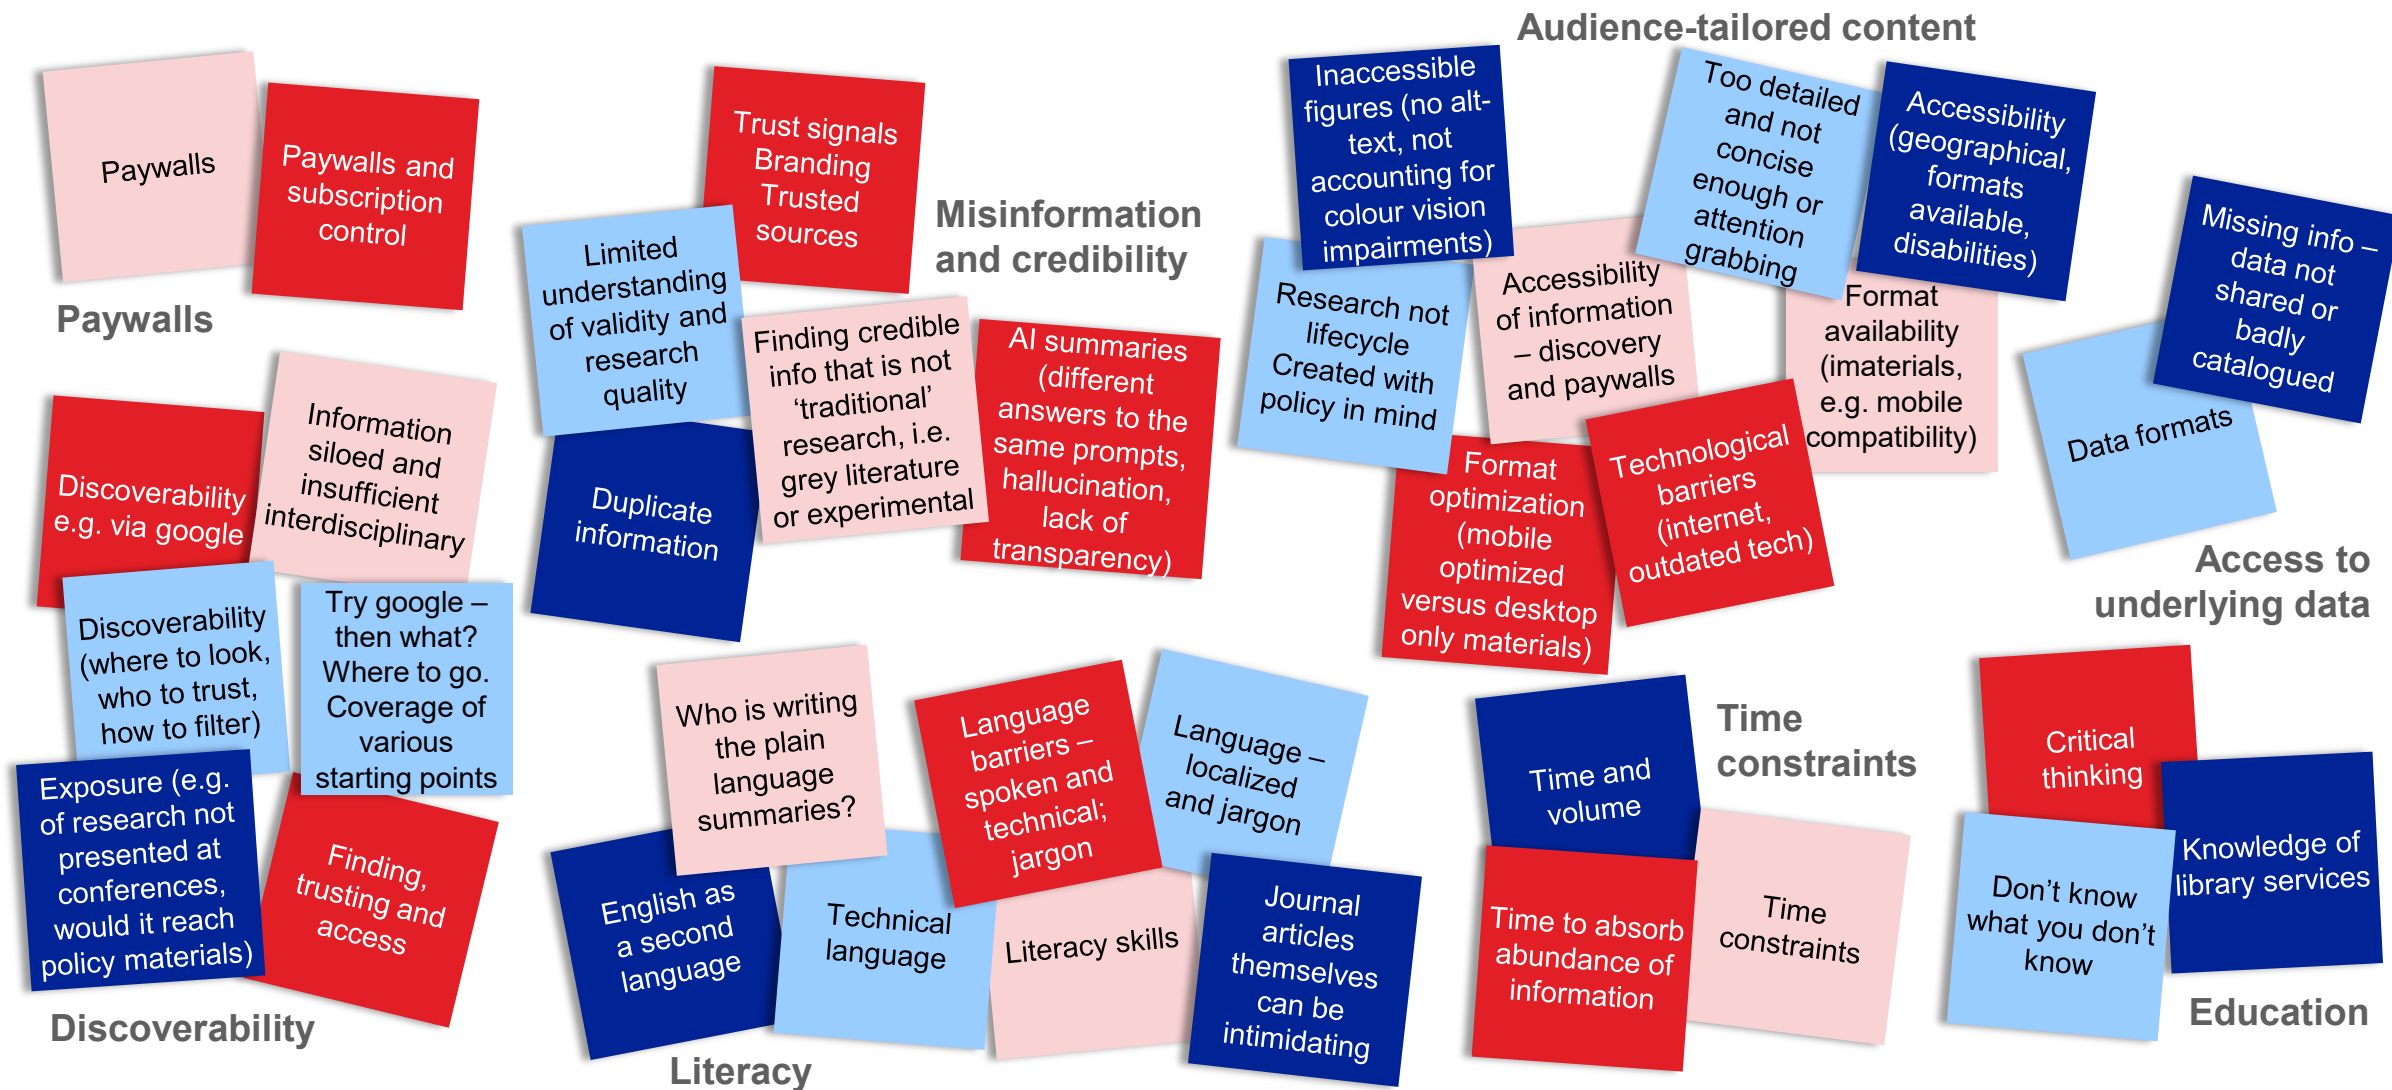 Audience-tailored content
Paywalls
Paywalls and
subscription
control
Paywalls
Trust signals
Branding
Trusted
sources
Misinformation
and credibility
Limited
understanding
of validity and
research
quality
Finding credible
info that is not
‘traditional’
research, i.e.
grey literature
or experimental
AI summaries
(different
answers to the
same prompts,
hallucination,
lack of
transparency)
Duplicate
information
Inaccessible
figures (no alt-
text, not
accounting for
colour vision
impairments)
Too detailed
and not
concise
enough or
attention
grabbing
Accessibility
(geographical,
formats
available,
disabilities)
Research not
lifecycle
Created with
policy in mind
Accessibility
of information
– discovery
and paywalls
Format
availability
(imaterials,
e.g. mobile
compatibility)
Format
optimization
(mobile
optimized
versus desktop
only materials)
Technological
barriers
(internet,
outdated tech)
Missing info –
data not
shared or
badly
catalogued
Data formats
Access to
underlying data
Discoverability
e.g. via google
Information
siloed and
insufficient
interdisciplinary
Discoverability
(where to look,
who to trust,
how to filter)
Try google –
then what?
Where to go.
Coverage of
various
starting points
Exposure (e.g.
of research not
presented at
conferences,
would it reach
policy materials)
Finding,
trusting and
access
Discoverability
Who is writing
the plain
language
summaries?
Language
barriers –
spoken and
technical;
jargon
Language –
localized
and jargon
English as
a second
language
Technical
language
Literacy skills
Journal
articles
themselves
can be
intimidating
Literacy
Time and
volume
Time
constraints
Time to absorb
abundance of
information
Time
constraints
Critical
thinking
Knowledge of
library services
Don’t know
what you don’t
know
Education